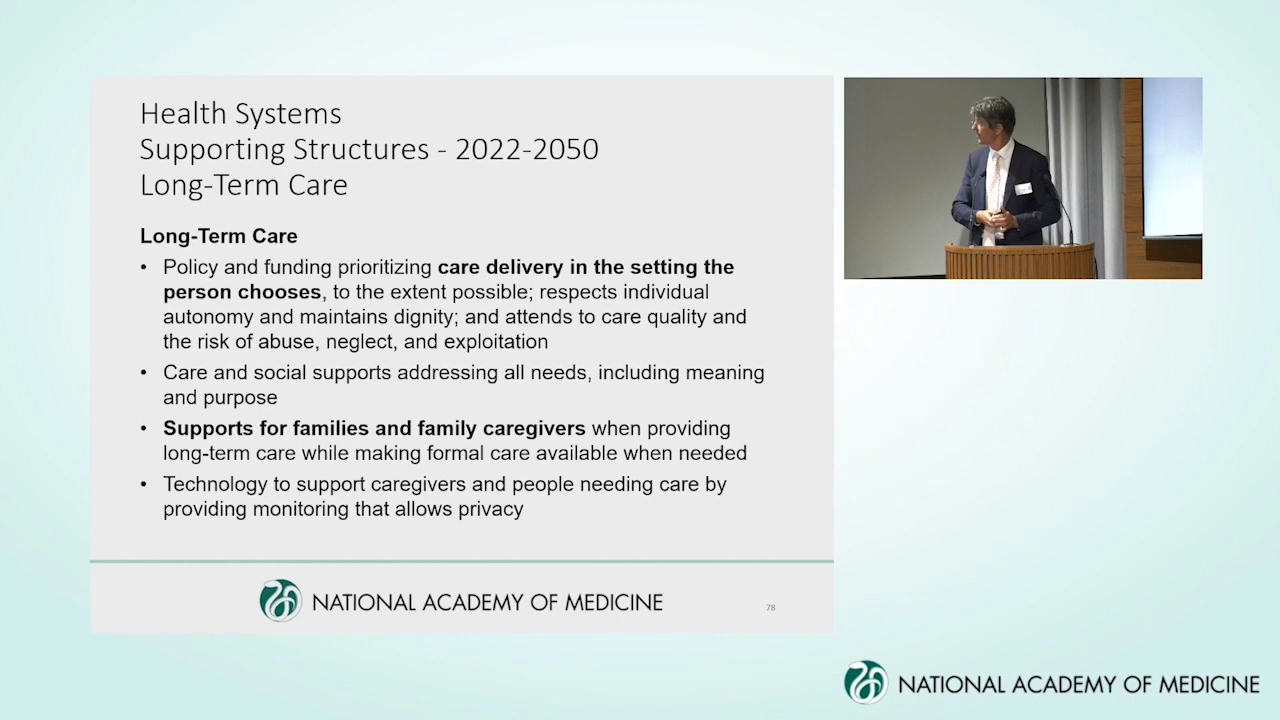 Health Systems
Supporting Structures - 2022-2050
Long-Term Care
Long-Term Care
• Policy and funding prioritizing care delivery in the setting the
person chooses, to the extent possible; respects individual
autonomy and maintains dignity; and attends to care quality and
the risk of abuse, neglect, and exploitation
• Care and social supports addressing all needs, including meaning
and purpose
• Supports for families and family caregivers when providing
long-term care while making formal care available when needed
• Technology to support caregivers and people needing care by
providing monitoring that allows privacy
NATIONAL ACADEMY OF MEDICINE
78
NATIONAL ACADEMY OF MEDICINE